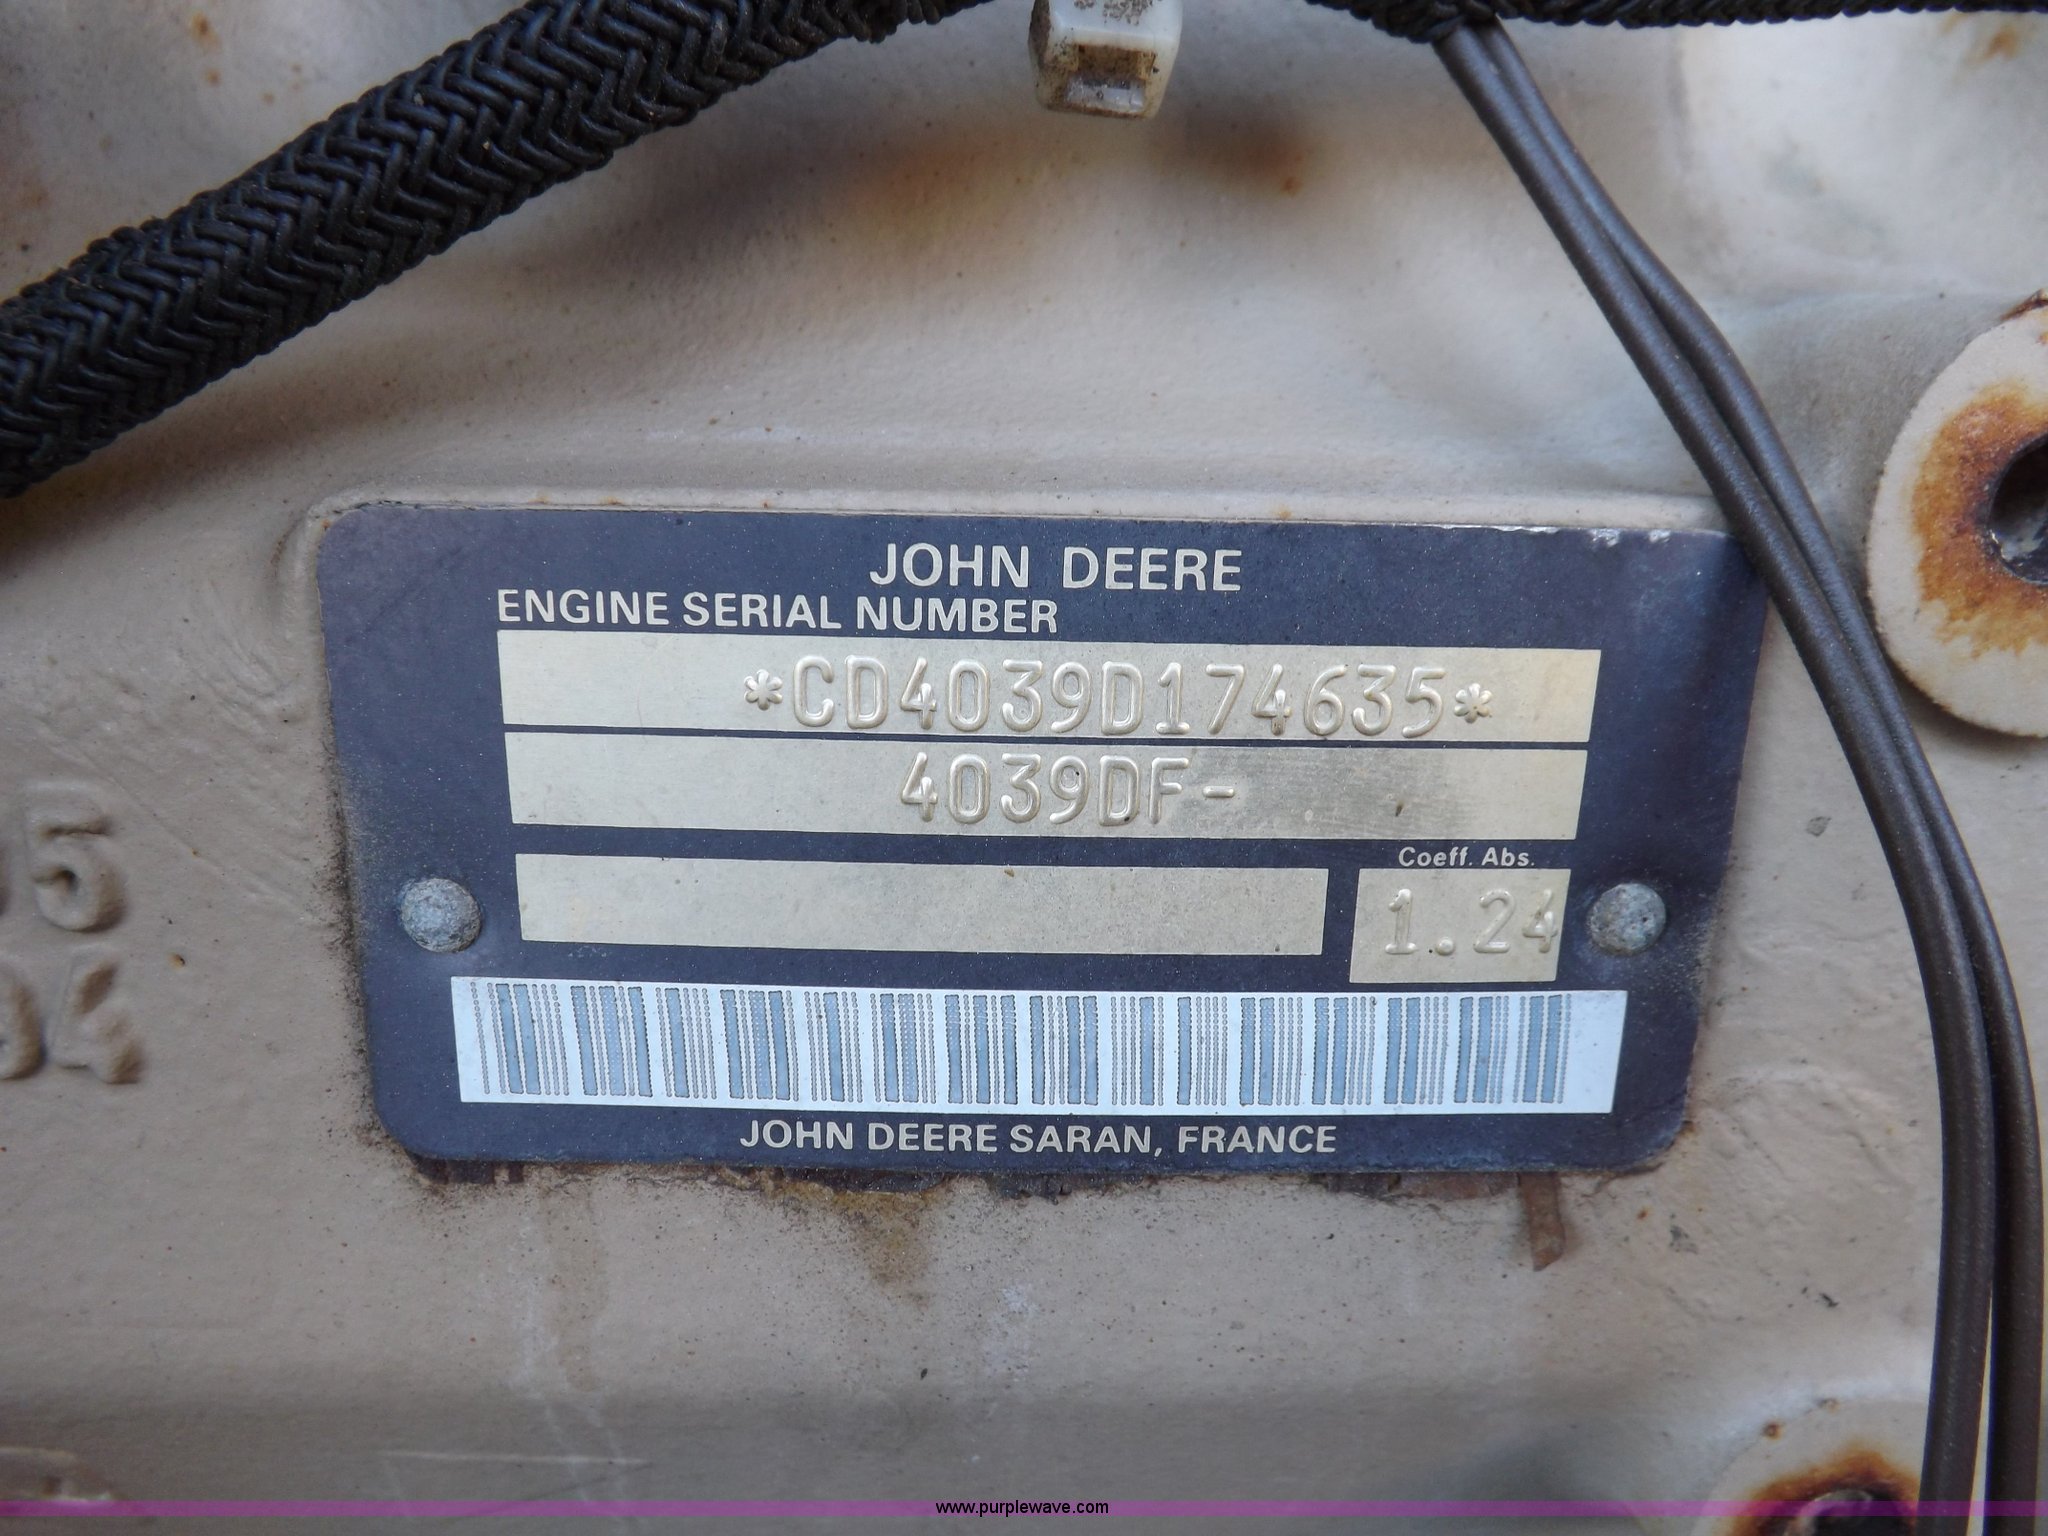 JOHN DEERE
ENGINE SERIAL NUMBER
*CD4039D174635*
4039DF-
Coeff. Abs.
1.24
JOHN DEERE SARAN, FRANCE
www.purplewave.com